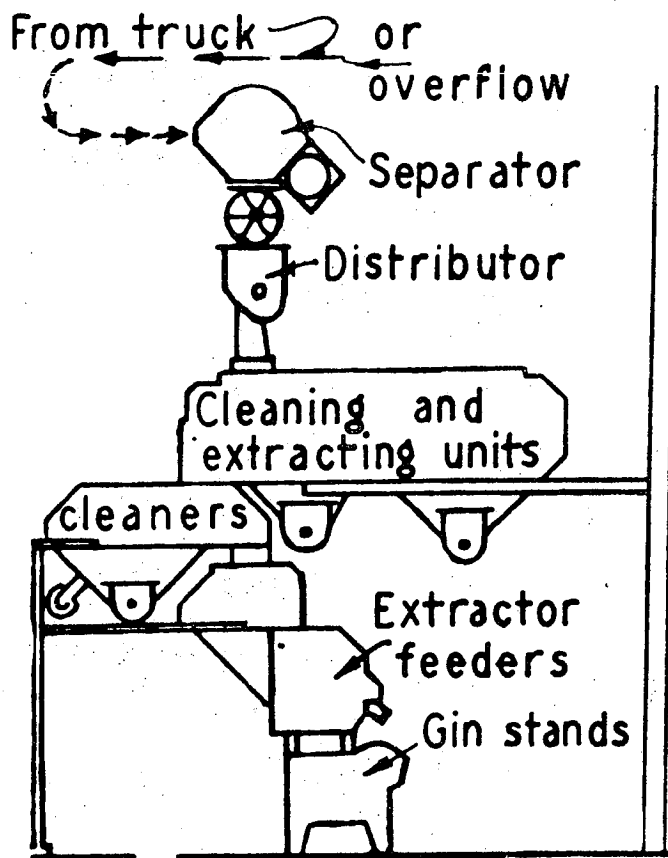 From truck or
overflow
Separator
Distributor
Cleaning and
extracting units
cleaners
Extractor
feeders
Gin stands